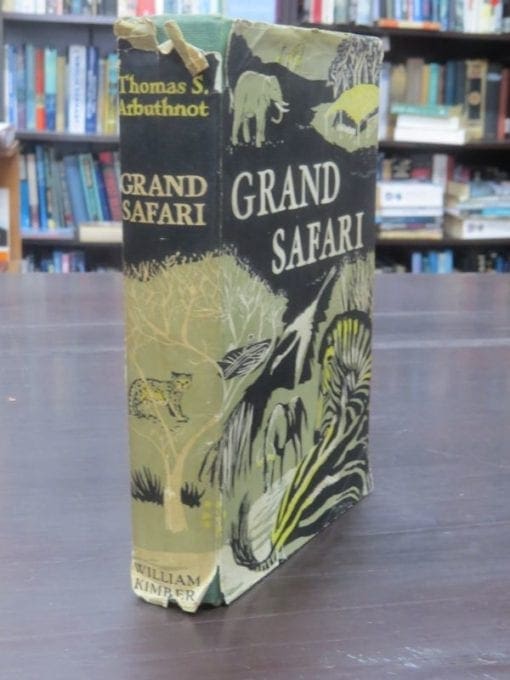 Thomas S.
Arbuthnot
GRAND
SAFARI
WILLIAM
KIMBER
GRAND
SAFARI